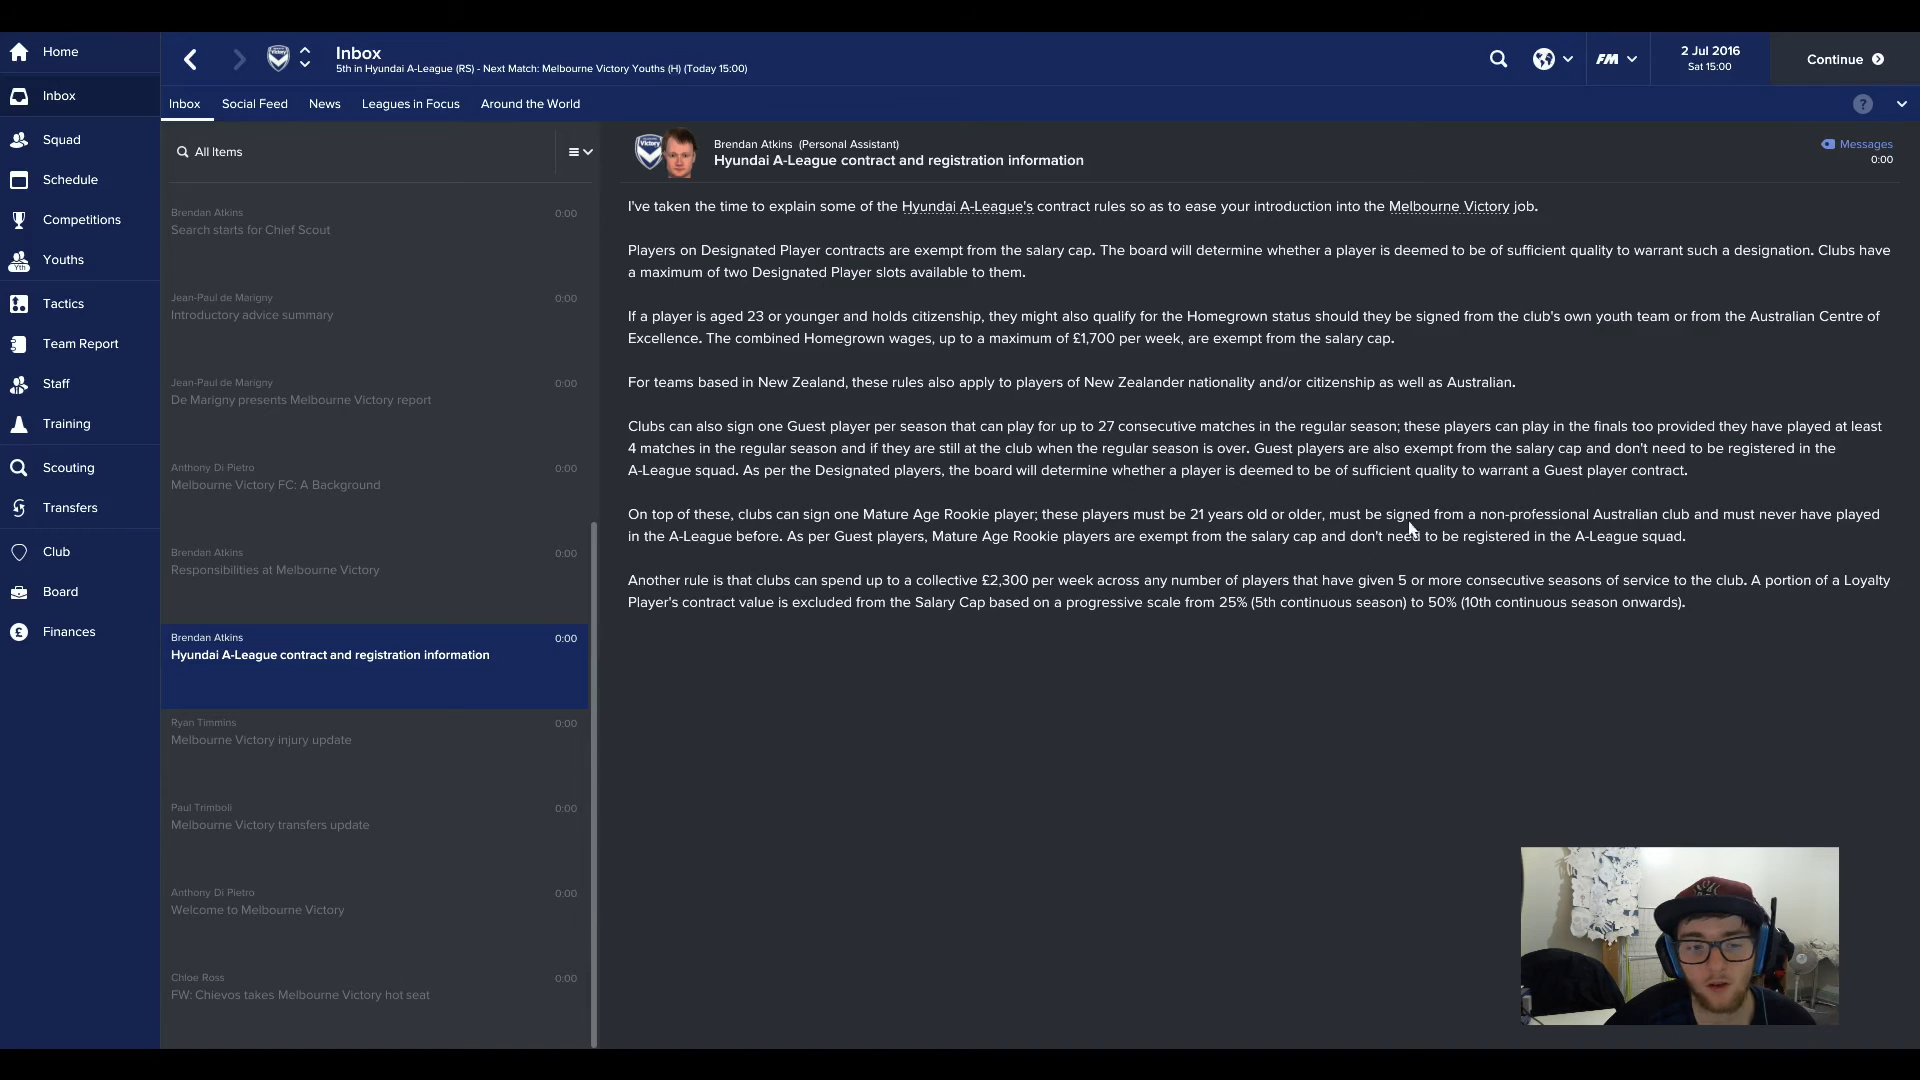 Home
Inbox
Squad
Schedule
Competitions
Youths
Tactics
Team Report
Staff
Training
Scouting
Transfers
Club
Board
Finances
Inbox
5th in Hyundai A-League (RS) - Next Match: Melbourne Victory Youths (H) (Today 15:00)
FM
2 Jul 2016
Sat 15:00
Continue
Inbox Social Feed News Leagues in Focus Around the World
?
All Items
Brendan Atkins 0:00
Search starts for Chief Scout
Jean-Paul de Marigny 0:00
Introductory advice summary
Jean-Paul de Marigny 0:00
De Marigny presents Melbourne Victory report
Anthony Di Pietro 0:00
Melbourne Victory FC: A Background
Brendan Atkins 0:00
Responsibilities at Melbourne Victory
Brendan Atkins 0:00
Hyundai A-League contract and registration information
Ryan Timmins 0:00
Melbourne Victory injury update
Paul Trimboli 0:00
Melbourne Victory transfers update
Anthony Di Pietro 0:00
Welcome to Melbourne Victory
Chloe Ross 0:00
FW: Chievos takes Melbourne Victory hot seat
Victory
Brendan Atkins (Personal Assistant)
Hyundai A-League contract and registration information
Messages
0:00
I've taken the time to explain some of the Hyundai A-League's contract rules so as to ease your introduction into the Melbourne Victory job.
Players on Designated Player contracts are exempt from the salary cap. The board will determine whether a player is deemed to be of sufficient quality to warrant such a designation. Clubs have
a maximum of two Designated Player slots available to them.
If a player is aged 23 or younger and holds citizenship, they might also qualify for the Homegrown status should they be signed from the club's own youth team or from the Australian Centre of
Excellence. The combined Homegrown wages, up to a maximum of £1,700 per week, are exempt from the salary cap.
For teams based in New Zealand, these rules also apply to players of New Zealander nationality and/or citizenship as well as Australian.
Clubs can also sign one Guest player per season that can play for up to 27 consecutive matches in the regular season; these players can play in the finals too provided they have played at least
4 matches in the regular season and if they are still at the club when the regular season is over. Guest players are also exempt from the salary cap and don't need to be registered in the
A-League squad. As per the Designated players, the board will determine whether a player is deemed to be of sufficient quality to warrant a Guest player contract.
On top of these, clubs can sign one Mature Age Rookie player; these players must be 21 years old or older, must be signed from a non-professional Australian club and must never have played
in the A-League before. As per Guest players, Mature Age Rookie players are exempt from the salary cap and don't need to be registered in the A-League squad.
Another rule is that clubs can spend up to a collective £2,300 per week across any number of players that have given 5 or more consecutive seasons of service to the club. A portion of a Loyalty
Player's contract value is excluded from the Salary Cap based on a progressive scale from 25% (5th continuous season) to 50% (10th continuous season onwards).